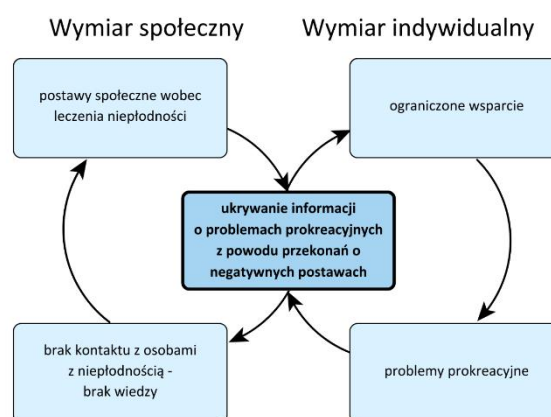 Wymiar społeczny
Wymiar indywidualny
postawy społeczne wobec
leczenia niepłodności
ograniczone wsparcie
ukrywanie informacji
o problemach prokreacyjnych
z powodu przekonań o
negatywnych postawach
brak kontaktu z osobami
z niepłodnością -
brak wiedzy
problemy prokreacyjne